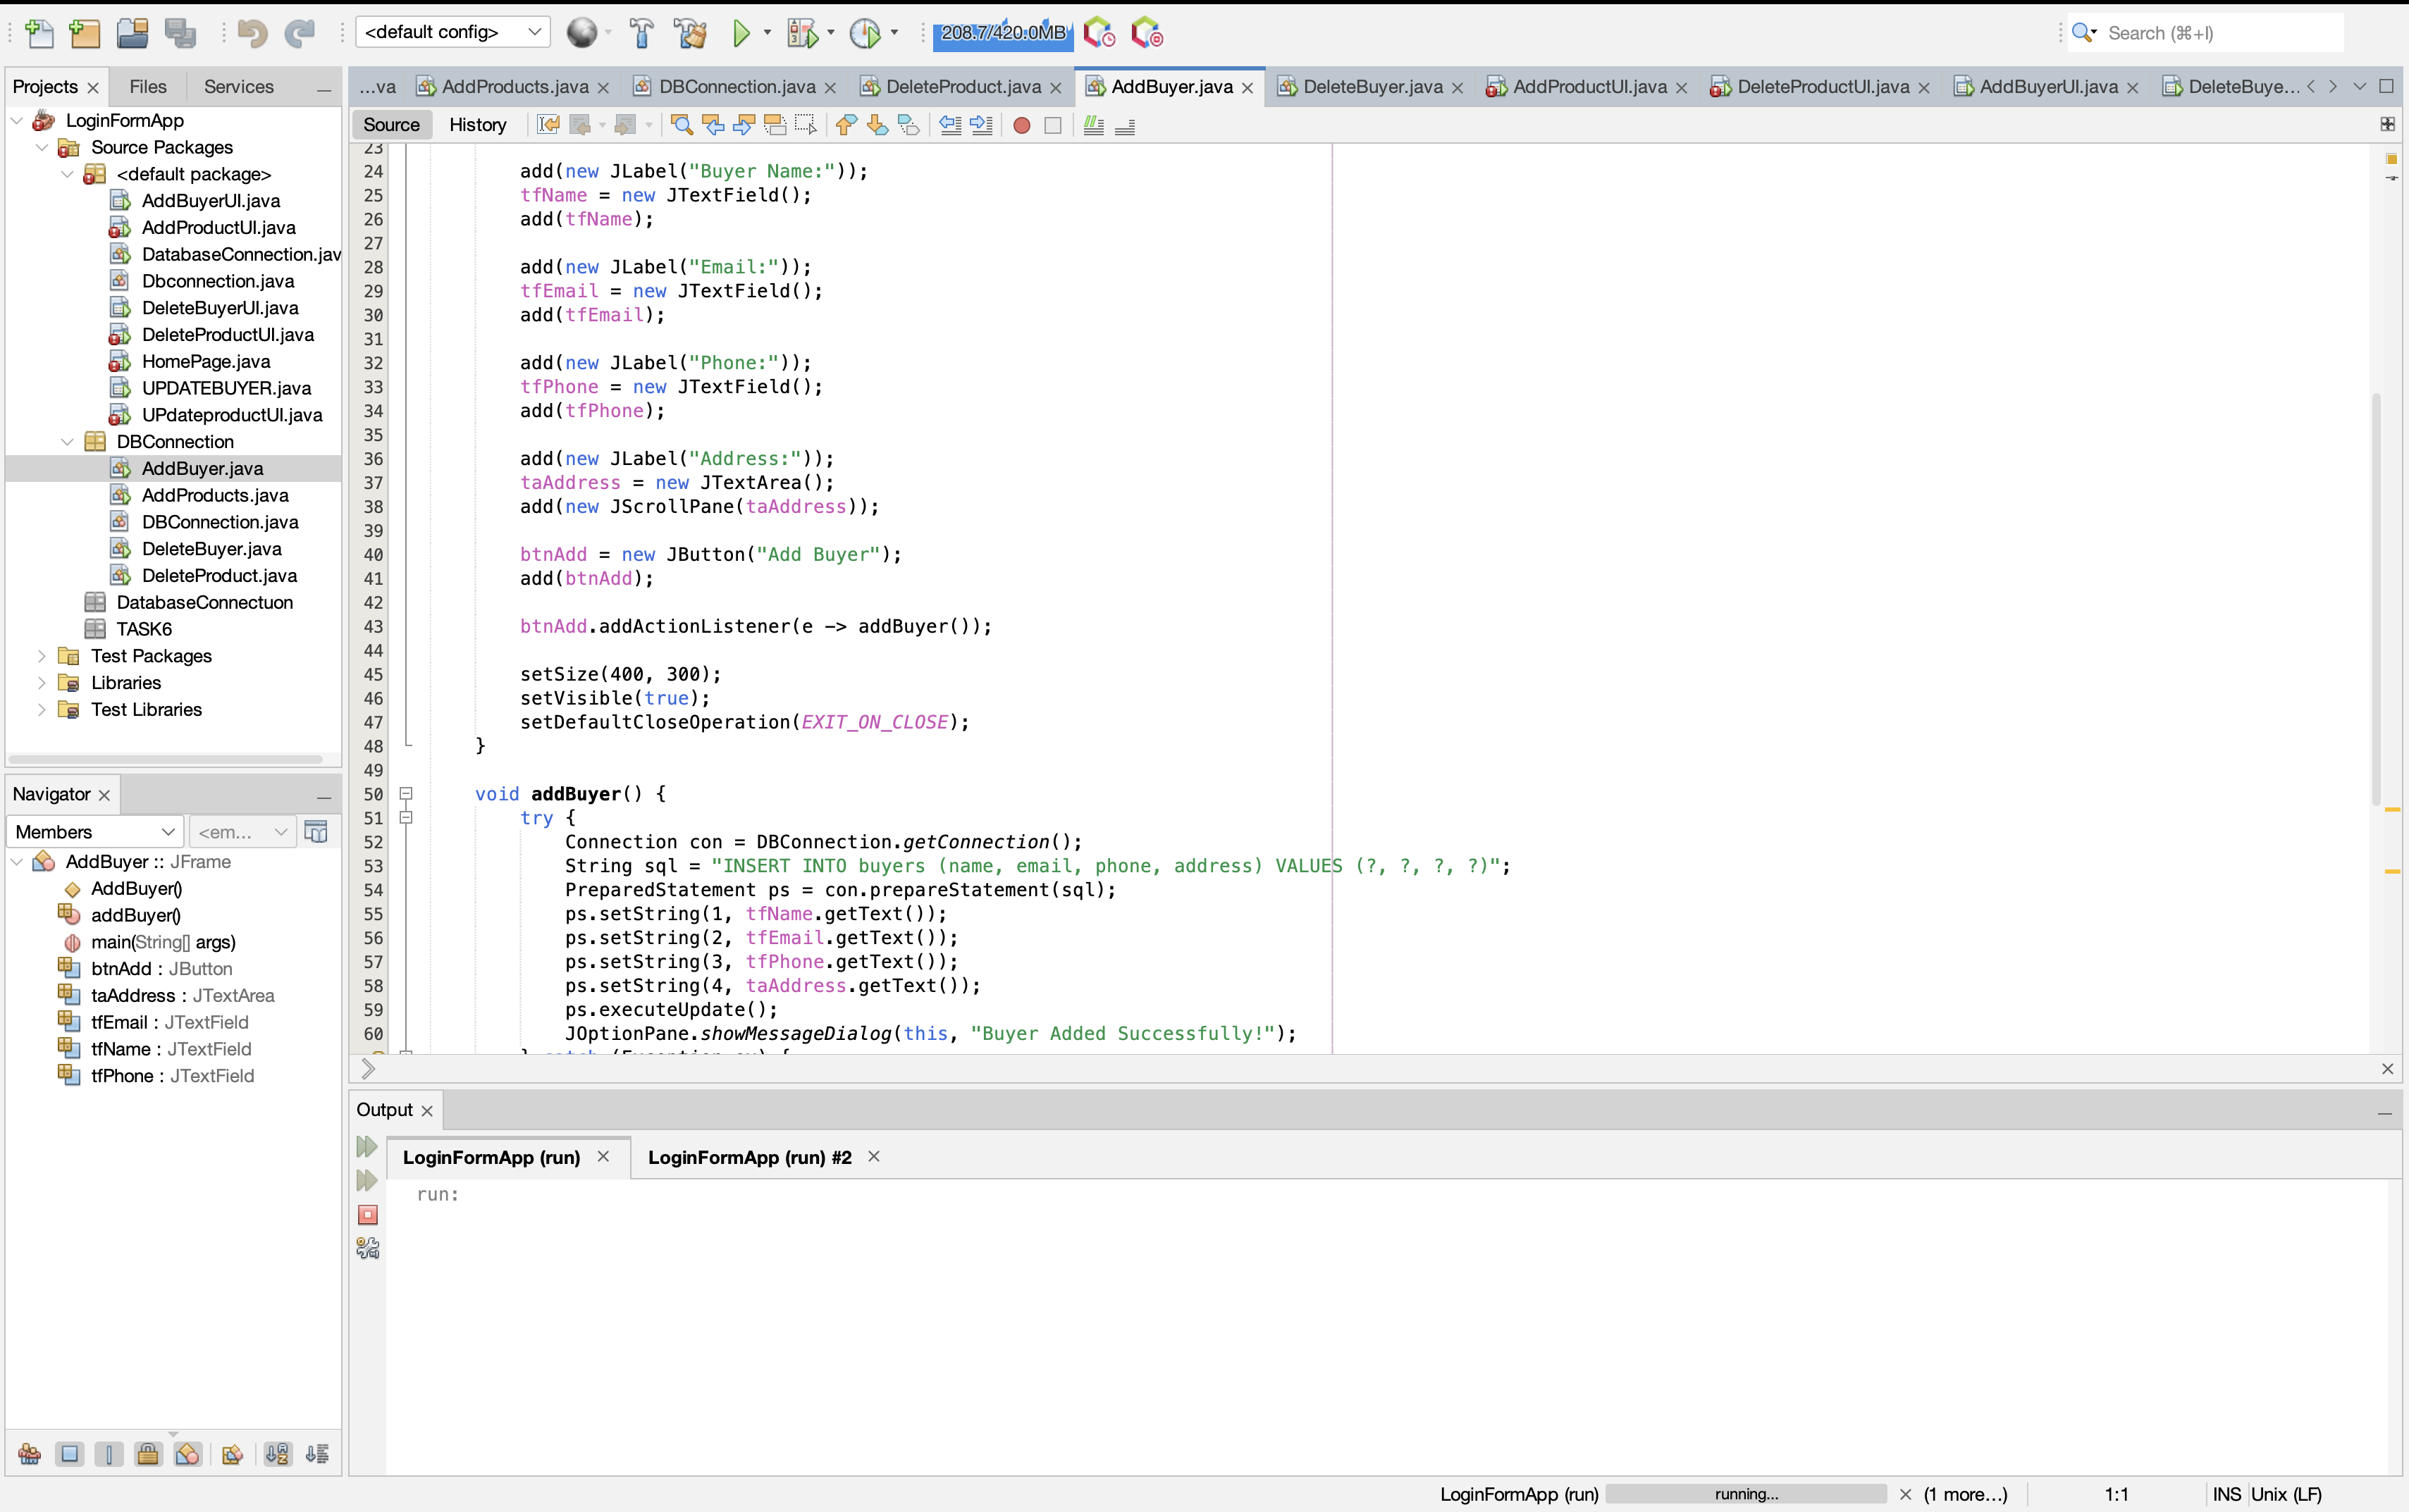 <default config>
208.7/420.0MB
Search (⌘+I)
Projects
Files
Services
...va
AddProducts.java
DBConnection.java
DeleteProduct.java
AddBuyer.java
DeleteBuyer.java
AddProductUI.java
DeleteProductUI.java
AddBuyerUI.java
DeleteBuye...
Source
History
LoginFormApp
Source Packages
<default package>
AddBuyerUI.java
AddProductUI.java
DatabaseConnection.jav
Dbconnection.java
DeleteBuyerUI.java
DeleteProductUI.java
HomePage.java
UPDATEBUYER.java
UPdateproductUI.java
DBConnection
AddBuyer.java
AddProducts.java
DBConnection.java
DeleteBuyer.java
DeleteProduct.java
DatabaseConnectuon
TASK6
Test Packages
Libraries
Test Libraries
23
24 add(new JLabel("Buyer Name:"));
25 tfName = new JTextField();
26 add(tfName);
27
28 add(new JLabel("Email:"));
29 tfEmail = new JTextField();
30 add(tfEmail);
31
32 add(new JLabel("Phone:"));
33 tfPhone = new JTextField();
34 add(tfPhone);
35
36 add(new JLabel("Address:"));
37 taAddress = new JTextArea();
38 add(new JScrollPane(taAddress));
39
40 btnAdd = new JButton("Add Buyer");
41 add(btnAdd);
42
43 btnAdd.addActionListener(e -> addBuyer());
44
45 setSize(400, 300);
46 setVisible(true);
47 setDefaultCloseOperation(EXIT_ON_CLOSE);
48 }
49
50 void addBuyer() {
51 try {
52 Connection con = DBConnection.getConnection();
53 String sql = "INSERT INTO buyers (name, email, phone, address) VALUES (?, ?, ?, ?)";
54 PreparedStatement ps = con.prepareStatement(sql);
55 ps.setString(1, tfName.getText());
56 ps.setString(2, tfEmail.getText());
57 ps.setString(3, tfPhone.getText());
58 ps.setString(4, taAddress.getText());
59 ps.executeUpdate();
60 JOptionPane.showMessageDialog(this, "Buyer Added Successfully!");
} catch (Exception ex) {
Navigator
Members
<em...
AddBuyer :: JFrame
AddBuyer()
addBuyer()
main(String[] args)
btnAdd : JButton
taAddress : JTextArea
tfEmail : JTextField
tfName : JTextField
tfPhone : JTextField
Output
LoginFormApp (run)
LoginFormApp (run) #2
run:
LoginFormApp (run)
running...
(1 more...)
1:1
INS
Unix (LF)